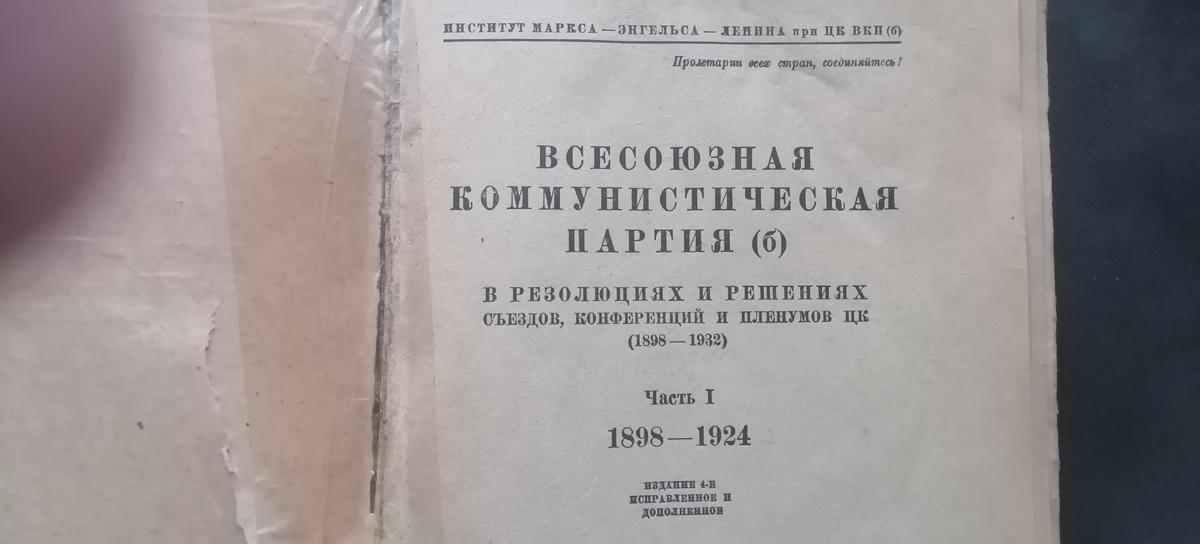 ИНСТИТУТ МАРКСА — ЭНГЕЛЬСА — ЛЕНИНА при ЦК ВКП(б)
Пролетарии всех стран, соединяйтесь!
ВСЕСОЮЗНАЯ
КОММУНИСТИЧЕСКАЯ
ПАРТИЯ (б)
В РЕЗОЛЮЦИЯХ И РЕШЕНИЯХ
СЪЕЗДОВ, КОНФЕРЕНЦИЙ И ПЛЕНУМОВ ЦК
(1898 — 1932)
Часть I
1898 — 1924
ИЗДАНИЕ 4-Е
ИСПРАВЛЕННОЕ И
ДОПОЛНЕННОЕ